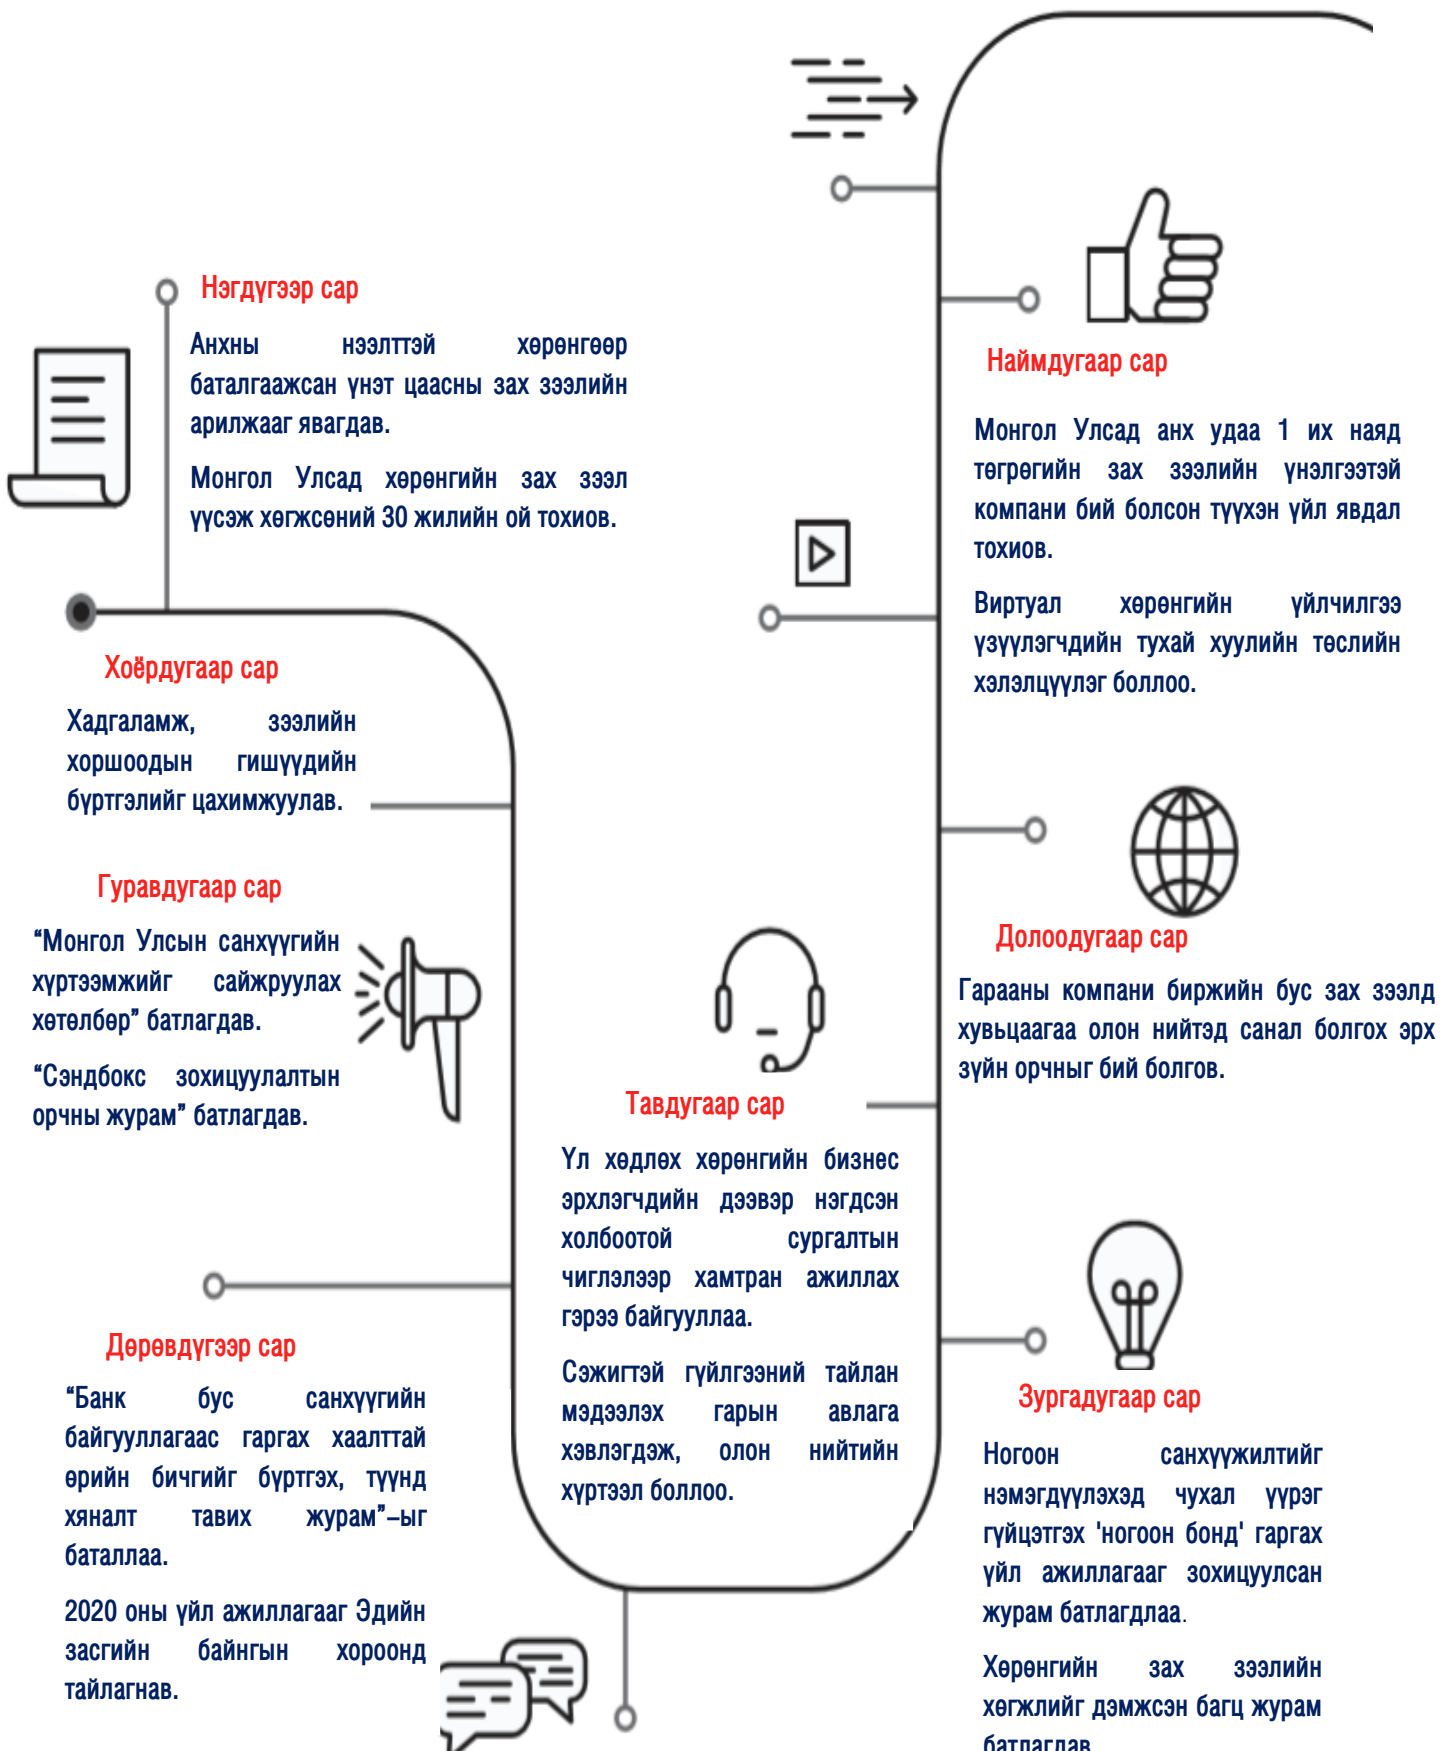 Нэгдүгээр сар
Анхны нээлттэй хөрөнгөөр
баталгаажсан үнэт цаасны зах зээлийн
арилжааг явагдав.
Монгол Улсад хөрөнгийн зах зээл
үүсэж хөгжсөний 30 жилийн ой тохиов.
Хоёрдугаар сар
Хадгаламж, зээлийн
хоршоодын гишүүдийн
бүртгэлийг цахимжуулав.
Гуравдугаар сар
“Монгол Улсын санхүүгийн
хүртээмжийг сайжруулах
хөтөлбөр” батлагдав.
“Сэндбокс зохицуулалтын
орчны журам” батлагдав.
Дөрөвдүгээр сар
“Банк бус санхүүгийн
байгууллагаас гаргах хаалттай
өрийн бичгийг бүртгэх, түүнд
хяналт тавих журам”–ыг
баталлаа.
2020 оны үйл ажиллагааг Эдийн
засгийн байнгын хороонд
тайлагнав.
Тавдугаар сар
Үл хөдлөх хөрөнгийн бизнес
эрхлэгчдийн дээвэр нэгдсэн
холбоотой сургалтын
чиглэлээр хамтран ажиллах
гэрээ байгууллаа.
Сэжигтэй гүйлгээний тайлан
мэдээлэх гарын авлага
хэвлэгдэж, олон нийтийн
хүртээл боллоо.
Зургадугаар сар
Ногоон санхүүжилтийг
нэмэгдүүлэхэд чухал үүрэг
гүйцэтгэх 'ногоон бонд' гаргах
үйл ажиллагааг зохицуулсан
журам батлагдлаа.
Хөрөнгийн зах зээлийн
хөгжлийг дэмжсэн багц журам
батлагдав
Долоодугаар сар
Гарааны компани биржийн бус зах зээлд
хувьцаагаа олон нийтэд санал болгох эрх
зүйн орчныг бий болгов.
Наймдугаар сар
Монгол Улсад анх удаа 1 их наяд
төгрөгийн зах зээлийн үнэлгээтэй
компани бий болсон түүхэн үйл явдал
тохиов.
Виртуал хөрөнгийн үйлчилгээ
үзүүлэгчдийн тухай хуулийн төслийн
хэлэлцүүлэг боллоо.